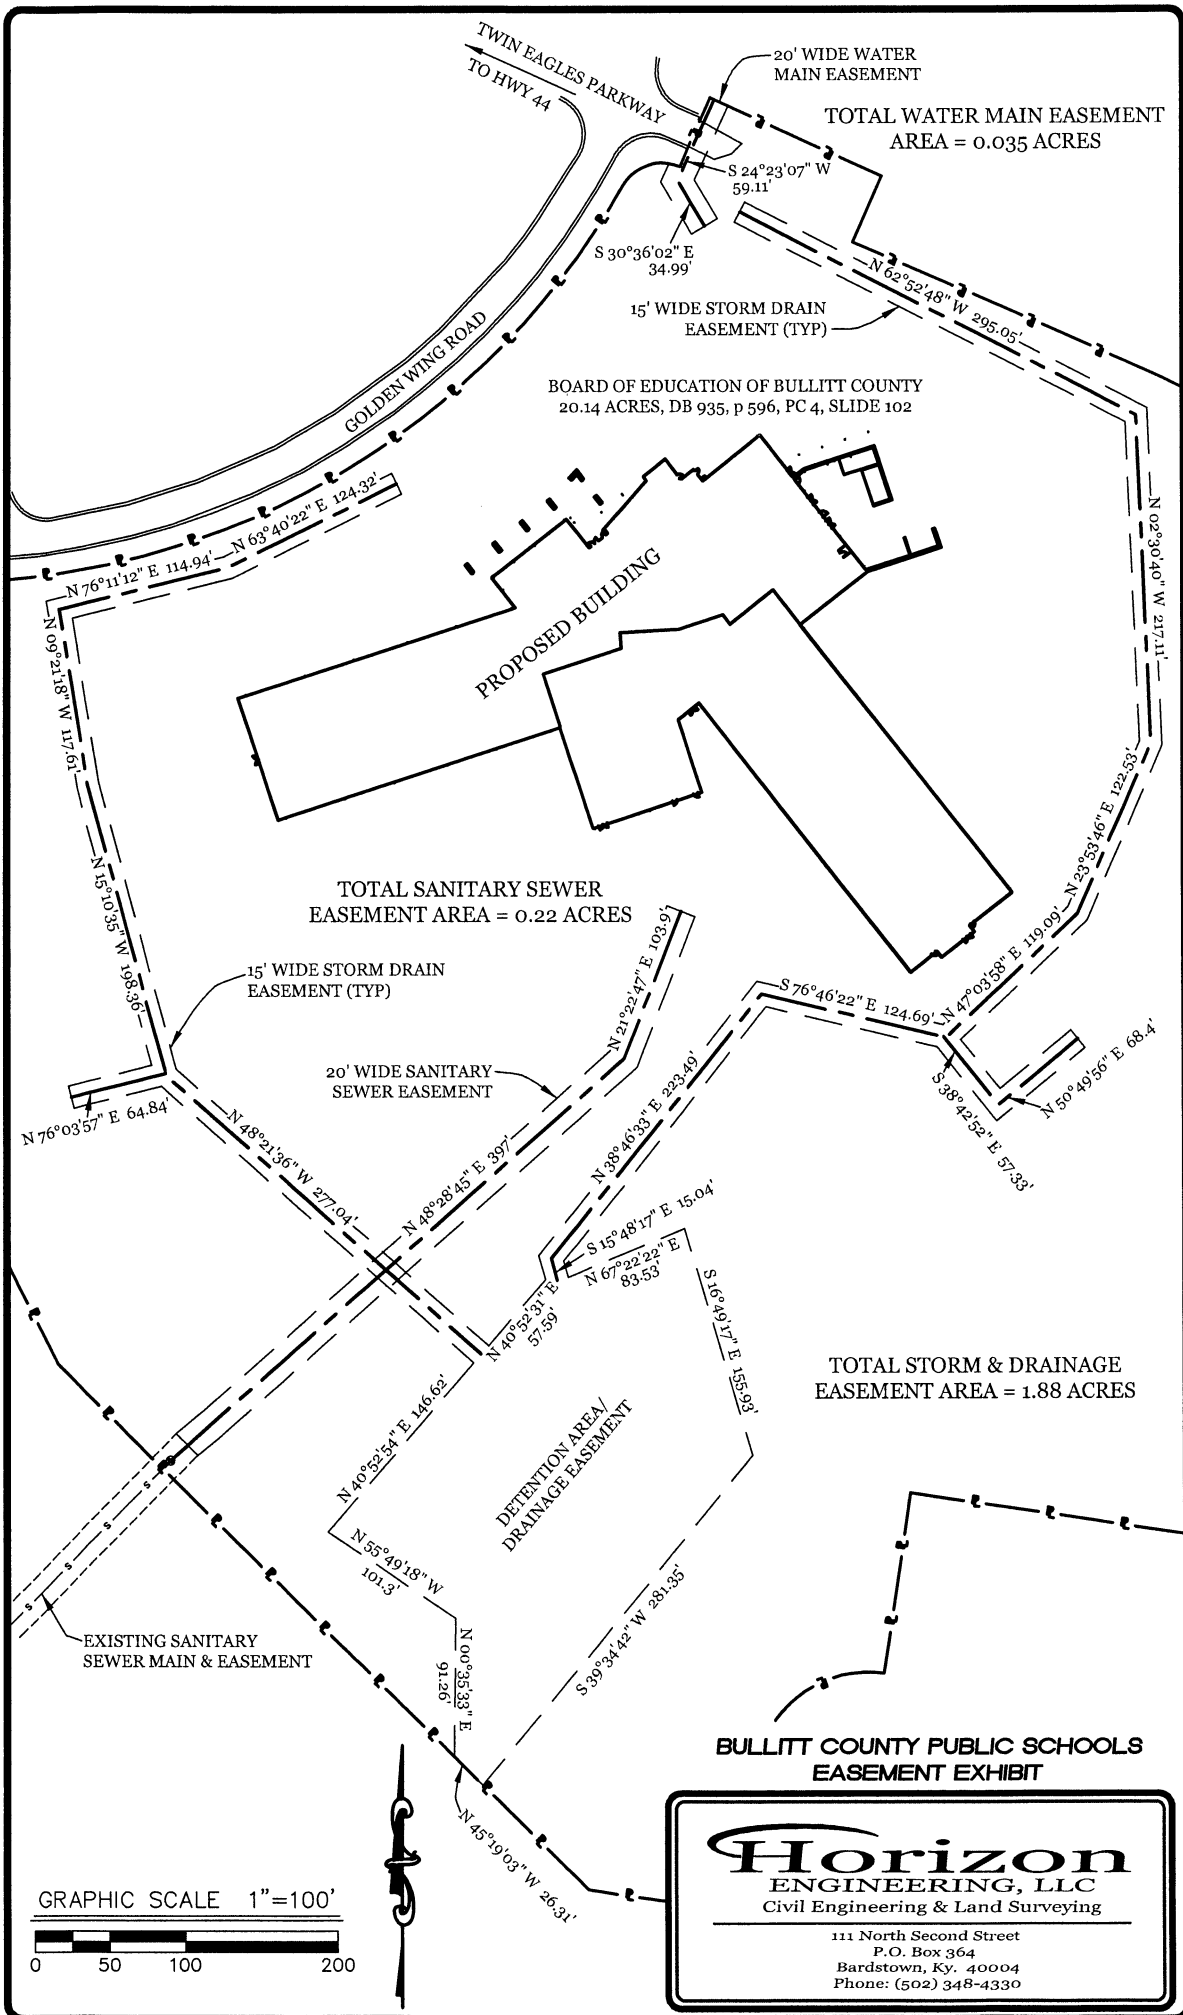 TWIN EAGLES PARKWAY
TO HWY 44
20' WIDE WATER
MAIN EASEMENT
TOTAL WATER MAIN EASEMENT
AREA = 0.035 ACRES
S 24°23'07" W
59.11'
S 30°36'02" E
34.99'
N 62°52'48" W 295.05'
15' WIDE STORM DRAIN
EASEMENT (TYP)
GOLDEN WING ROAD
BOARD OF EDUCATION OF BULLITT COUNTY
20.14 ACRES, DB 935, p 596, PC 4, SLIDE 102
N 63°40'22" E 124.32'
N 76°11'12" E 114.94'
N 02°30'40" W 217.11'
PROPOSED BUILDING
N 09°21'18" W 117.61'
N 23°53'46" E 122.53'
N 15°10'35" W 198.36'
TOTAL SANITARY SEWER
EASEMENT AREA = 0.22 ACRES
N 21°22'47" E 103.9'
N 47°03'58" E 119.09'
15' WIDE STORM DRAIN
EASEMENT (TYP)
S 76°46'22" E 124.69'
20' WIDE SANITARY
SEWER EASEMENT
N 50°49'56" E 68.4'
S 38°42'52" E 57.33'
N 76°03'57" E 64.84'
N 48°21'36" W 277.04'
N 48°28'45" E 397'
N 38°46'33" E 223.49'
S 15°48'17" E 15.04'
N 67°22'22" E
83.53'
N 40°52'31" E
57.59'
S 16°49'17" E 155.93'
TOTAL STORM & DRAINAGE
EASEMENT AREA = 1.88 ACRES
N 40°52'54" E 146.62'
DETENTION AREA/
DRAINAGE EASEMENT
N 55°49'18" W
101.3'
S 39°34'42" W 281.35'
S
S
S
S
EXISTING SANITARY
SEWER MAIN & EASEMENT
N 00°35'33" E
91.26'
N 45°19'03" W 26.31'
BULLITT COUNTY PUBLIC SCHOOLS
EASEMENT EXHIBIT
GRAPHIC SCALE 1"=100'
0 50 100 200
Horizon
ENGINEERING, LLC
Civil Engineering & Land Surveying
111 North Second Street
P.O. Box 364
Bardstown, Ky. 40004
Phone: (502) 348-4330